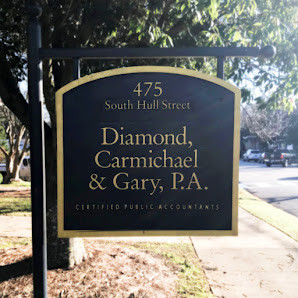 475
South Hull Street
Diamond,
Carmichael
& Gary, P.A.
CERTIFIED PUBLIC ACCOUNTANTS